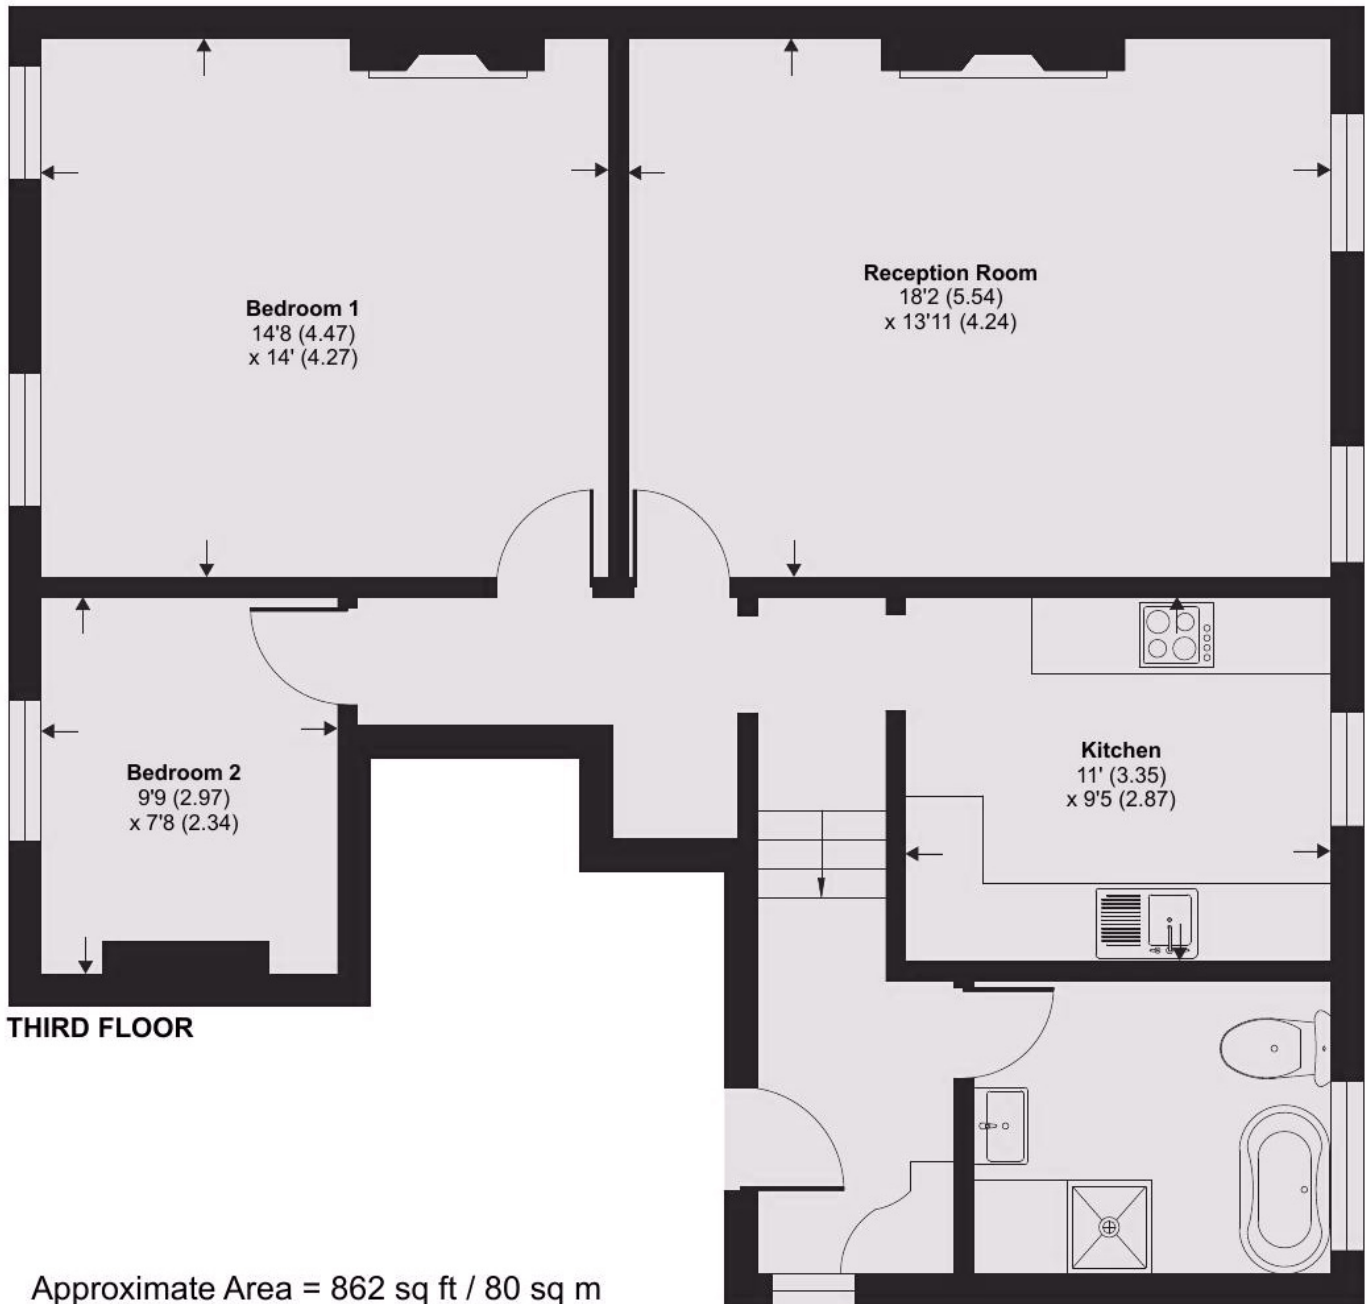 Bedroom 1
14'8 (4.47)
x 14' (4.27)
Reception Room
18'2 (5.54)
x 13'11 (4.24)
Bedroom 2
9'9 (2.97)
x 7'8 (2.34)
Kitchen
11' (3.35)
x 9'5 (2.87)
THIRD FLOOR
Approximate Area = 862 sq ft / 80 sq m